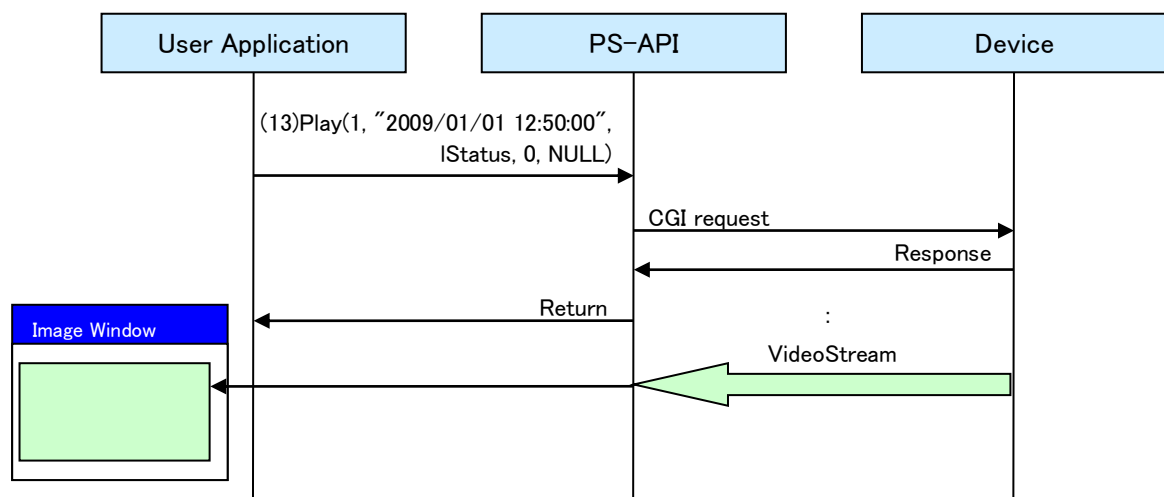 User Application
PS-API
Device
(13)Play(1, "2009/01/01 12:50:00",
lStatus, 0, NULL)
CGI request
Response
Return
:
Image Window
VideoStream